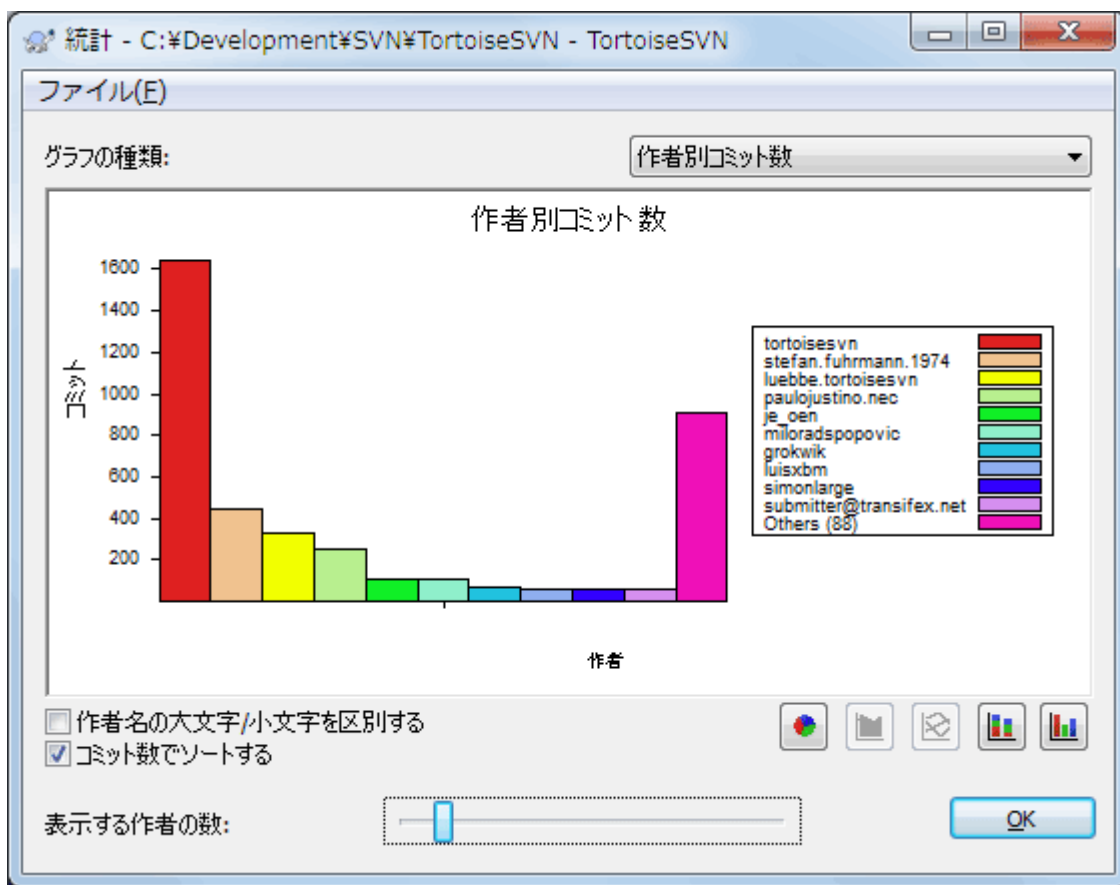 統計 - C:¥Development¥SVN¥TortoiseSVN - TortoiseSVN
ファイル(F)
グラフの種類:
作者別コミット数
作者別コミット数
1600
1400
1200
1000
800
600
400
200
コミット
作者
tortoisesvn
stefan.fuhrmann.1974
luebbe.tortoisesvn
paulojustino.nec
je_oen
miloradspopovic
grokwik
luisxbm
simonlarge
submitter@transifex.net
Others (88)
作者名の大文字/小文字を区別する
コミット数でソートする
表示する作者の数:
OK